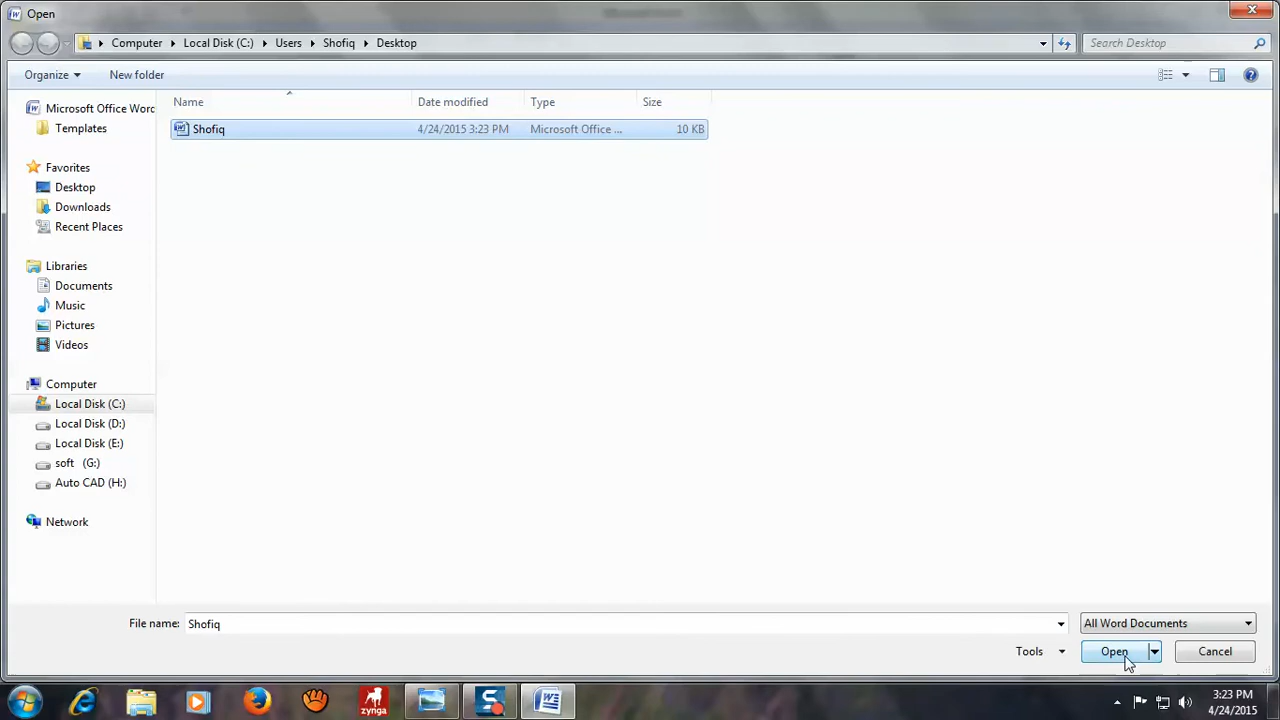 Open
Computer Local Disk (C:) Users Shofiq Desktop Search Desktop
Organize New folder
Name Date modified Type Size
Shofiq 4/24/2015 3:23 PM Microsoft Office ... 10 KB
Microsoft Office Word
Templates
Favorites
Desktop
Downloads
Recent Places
Libraries
Documents
Music
Pictures
Videos
Computer
Local Disk (C:)
Local Disk (D:)
Local Disk (E:)
soft (G:)
Auto CAD (H:)
Network
File name: Shofiq All Word Documents
Tools Open Cancel
zynga
3:23 PM
4/24/2015